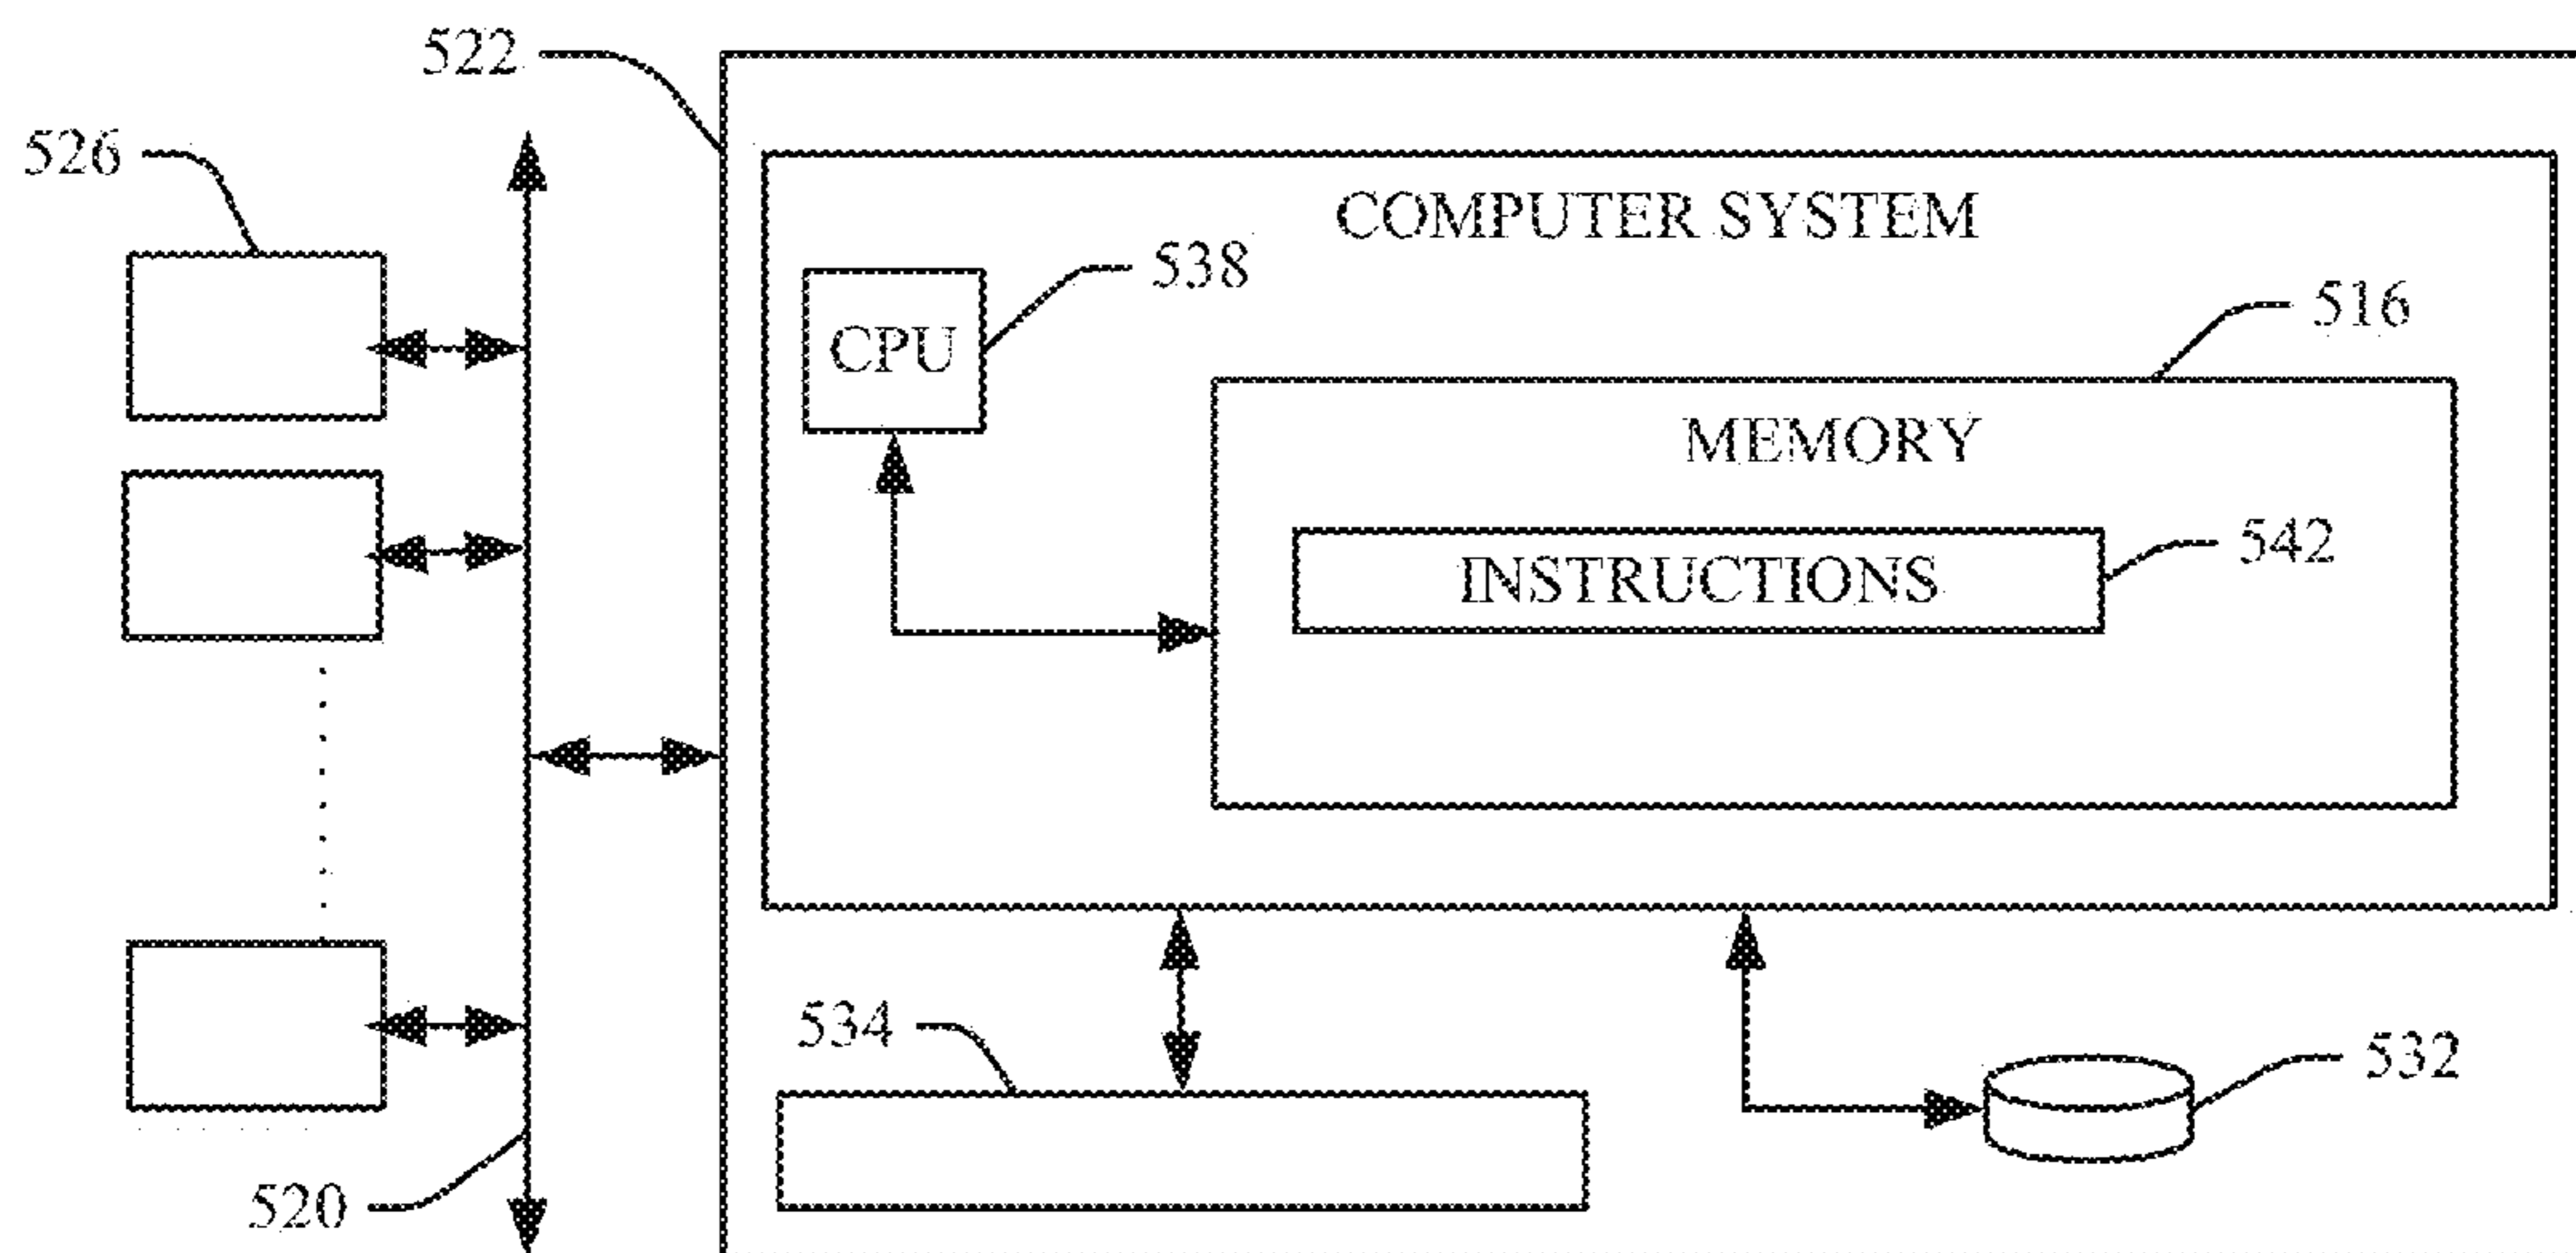 522
526
COMPUTER SYSTEM
538
516
CPU
MEMORY
542
INSTRUCTIONS
534
532
520